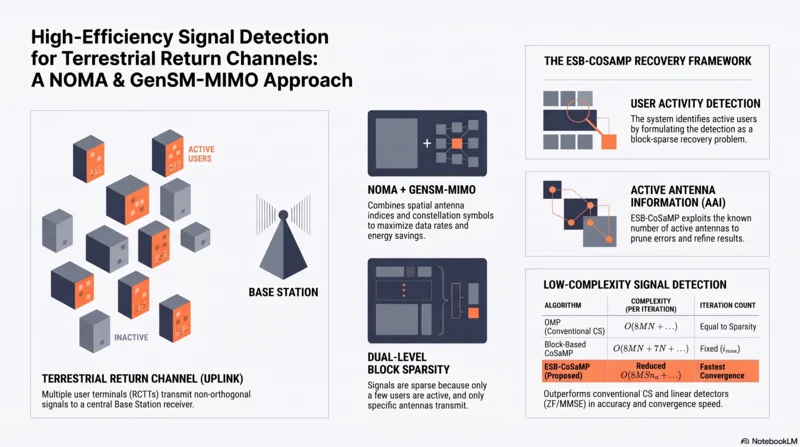 High-Efficiency Signal Detection
for Terrestrial Return Channels:
A NOMA & GenSM-MIMO Approach
ACTIVE
USERS
INACTIVE
BASE STATION
TERRESTRIAL RETURN CHANNEL (UPLINK)
Multiple user terminals (RCTTs) transmit non-orthogonal
signals to a central Base Station receiver.
NOMA + GENSM-MIMO
Combines spatial antenna
indices and constellation symbols
to maximize data rates and
energy savings.
DUAL-LEVEL
BLOCK SPARSITY
Signals are sparse because only
a few users are active, and only
specific antennas transmit.
THE ESB-COSAMP RECOVERY FRAMEWORK
USER ACTIVITY DETECTION
The system identifies active users
by formulating the detection as a
block-sparse recovery problem.
ACTIVE ANTENNA
INFORMATION (AAI)
ESB-CoSaMP exploits the known
number of active antennas to
prune errors and refine results.
LOW-COMPLEXITY SIGNAL DETECTION
ALGORITHM COMPLEXITY (PER ITERATION) ITERATION COUNT
OMP (Conventional CS) O(8MN + ...) Equal to Sparsity
Block-Based CoSaMP O(8MN + 7N + ...) Fixed (i_max)
ESB-CoSaMP (Proposed) Reduced O(8MSn_a + ...) Fastest Convergence
Outperforms conventional CS and linear detectors
(ZF/MMSE) in accuracy and convergence speed.
NotebookLM